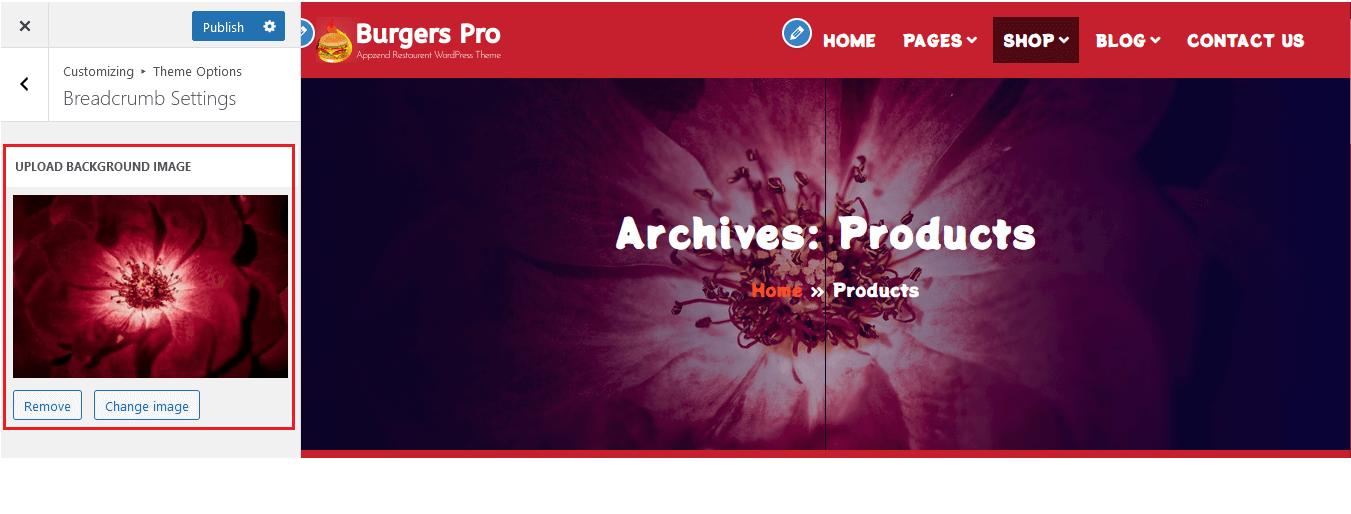 Publish
Customizing ▸ Theme Options
Breadcrumb Settings
UPLOAD BACKGROUND IMAGE
Remove
Change image
Burgers Pro
Appzend Restaurent WordPress Theme
HOME PAGES SHOP BLOG CONTACT US
Archives: Products
Home » Products